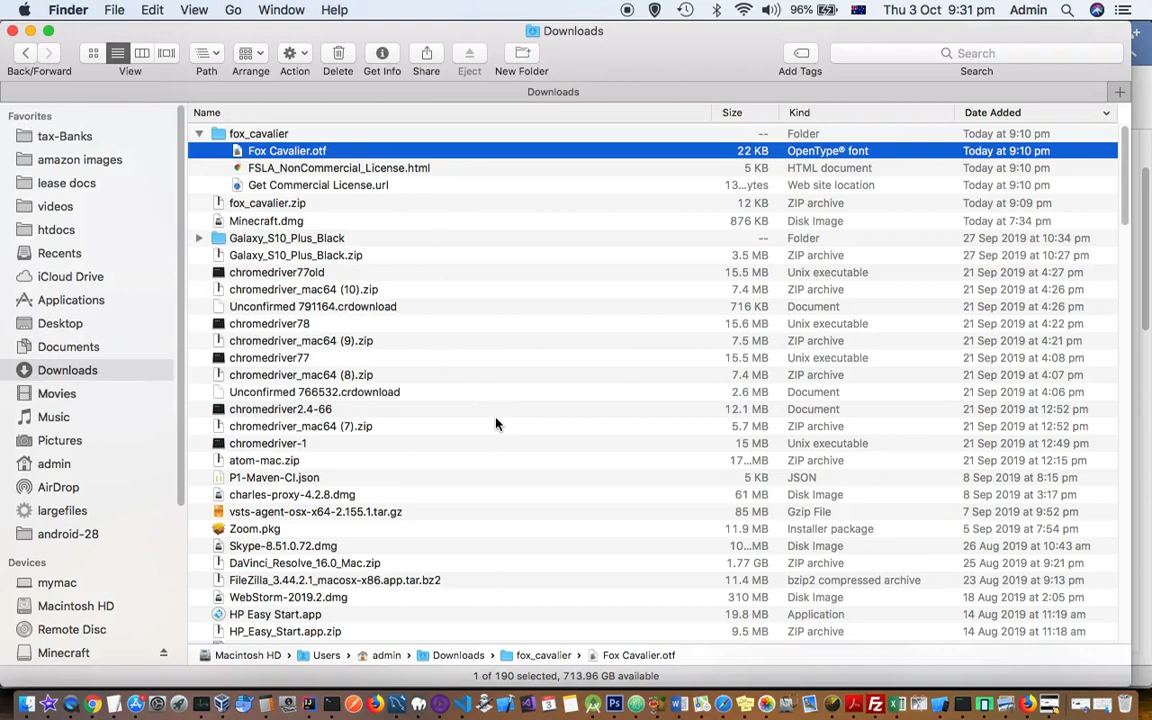 Finder File Edit View Go Window Help 96% Thu 3 Oct 9:31 pm Admin
Downloads
Back/Forward View Path Arrange Action Delete Get Info Share Eject New Folder Add Tags Search
Search
Downloads
Favorites
tax-Banks
amazon images
lease docs
videos
htdocs
Recents
iCloud Drive
Applications
Desktop
Documents
Downloads
Movies
Music
Pictures
admin
AirDrop
largefiles
android-28
Devices
mymac
Macintosh HD
Remote Disc
Minecraft
Name Size Kind Date Added
fox_cavalier -- Folder Today at 9:10 pm
Fox Cavalier.otf 22 KB OpenType® font Today at 9:10 pm
FSLA_NonCommercial_License.html 5 KB HTML document Today at 9:10 pm
Get Commercial License.url 13...ytes Web site location Today at 9:10 pm
fox_cavalier.zip 12 KB ZIP archive Today at 9:09 pm
Minecraft.dmg 876 KB Disk Image Today at 7:34 pm
Galaxy_S10_Plus_Black -- Folder 27 Sep 2019 at 10:34 pm
Galaxy_S10_Plus_Black.zip 3.5 MB ZIP archive 27 Sep 2019 at 10:27 pm
chromedriver77old 15.5 MB Unix executable 21 Sep 2019 at 4:27 pm
chromedriver_mac64 (10).zip 7.4 MB ZIP archive 21 Sep 2019 at 4:26 pm
Unconfirmed 791164.crdownload 716 KB Document 21 Sep 2019 at 4:26 pm
chromedriver78 15.6 MB Unix executable 21 Sep 2019 at 4:22 pm
chromedriver_mac64 (9).zip 7.5 MB ZIP archive 21 Sep 2019 at 4:21 pm
chromedriver77 15.5 MB Unix executable 21 Sep 2019 at 4:08 pm
chromedriver_mac64 (8).zip 7.4 MB ZIP archive 21 Sep 2019 at 4:07 pm
Unconfirmed 766532.crdownload 2.6 MB Document 21 Sep 2019 at 4:06 pm
chromedriver2.4-66 12.1 MB Document 21 Sep 2019 at 12:52 pm
chromedriver_mac64 (7).zip 5.7 MB ZIP archive 21 Sep 2019 at 12:52 pm
chromedriver-1 15 MB Unix executable 21 Sep 2019 at 12:49 pm
atom-mac.zip 17...MB ZIP archive 21 Sep 2019 at 12:15 pm
P1-Maven-CI.json 5 KB JSON 8 Sep 2019 at 8:15 pm
charles-proxy-4.2.8.dmg 61 MB Disk Image 8 Sep 2019 at 3:17 pm
vsts-agent-osx-x64-2.155.1.tar.gz 85 MB Gzip File 7 Sep 2019 at 9:52 pm
Zoom.pkg 11.9 MB Installer package 5 Sep 2019 at 7:54 pm
Skype-8.51.0.72.dmg 10...MB Disk Image 26 Aug 2019 at 10:43 am
DaVinci_Resolve_16.0_Mac.zip 1.77 GB ZIP archive 25 Aug 2019 at 9:21 pm
FileZilla_3.44.2.1_macosx-x86.app.tar.bz2 11.4 MB bzip2 compressed archive 23 Aug 2019 at 9:13 pm
WebStorm-2019.2.dmg 310 MB Disk Image 18 Aug 2019 at 2:05 pm
HP Easy Start.app 19.8 MB Application 14 Aug 2019 at 11:19 am
HP_Easy_Start.app.zip 9.5 MB ZIP archive 14 Aug 2019 at 11:18 am
Macintosh HD Users admin Downloads fox_cavalier Fox Cavalier.otf
1 of 190 selected, 713.96 GB available